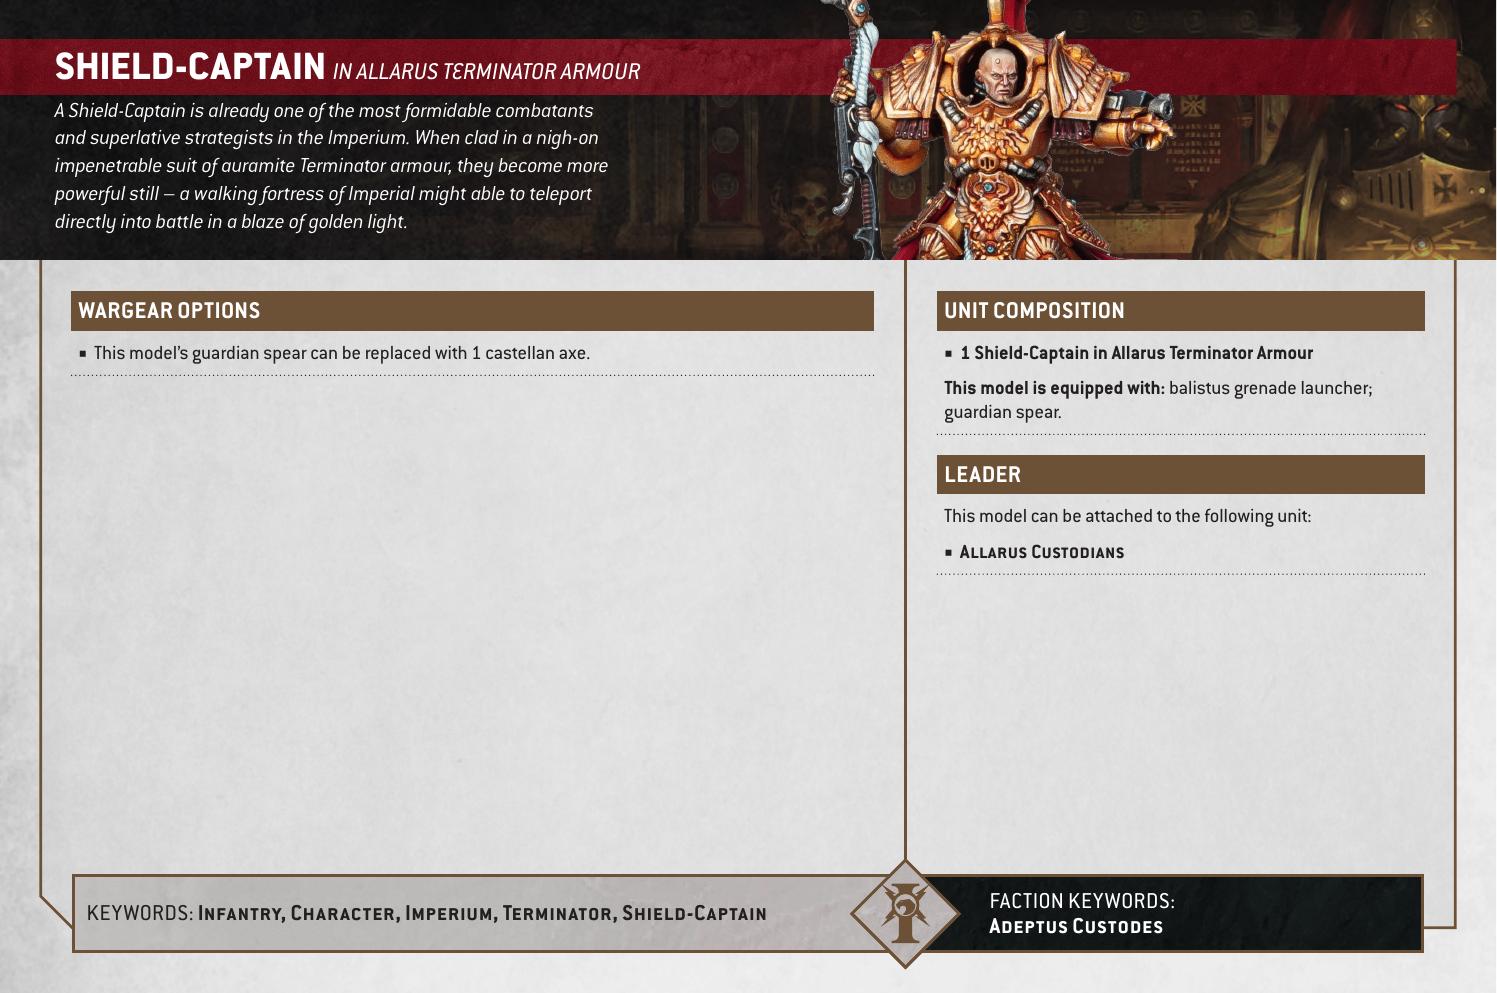 SHIELD-CAPTAIN IN ALLARUS TERMINATOR ARMOUR
A Shield-Captain is already one of the most formidable combatants
and superlative strategists in the Imperium. When clad in a nigh-on
impenetrable suit of auramite Terminator armour, they become more
powerful still – a walking fortress of Imperial might able to teleport
directly into battle in a blaze of golden light.
WARGEAR OPTIONS
▪ This model’s guardian spear can be replaced with 1 castellan axe.
UNIT COMPOSITION
▪ 1 Shield-Captain in Allarus Terminator Armour
This model is equipped with: balistus grenade launcher;
guardian spear.
LEADER
This model can be attached to the following unit:
▪ Allarus Custodians
KEYWORDS: Infantry, Character, Imperium, Terminator, Shield-Captain
FACTION KEYWORDS:
Adeptus Custodes